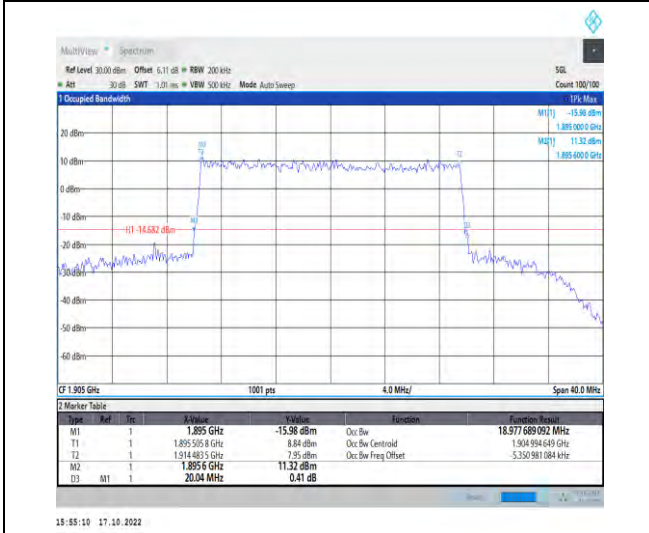 MultiView Spectrum
Ref Level 30.00 dBm Offset 6.11 dB RBW 200 kHz SGL
Att 30 dB SWT 1.01 ms VBW 500 kHz Mode Auto Sweep Count 100/100
1 Occupied Bandwidth 1Pk Max
M1[1] -15.98 dBm
1.895 000 0 GHz
20 dBm M2[1] 11.32 dBm
1.895 600 0 GHz
M2
T2
10 dBm
0 dBm
-10 dBm
M1
H1 -14.682 dBm
D3
-20 dBm
-30 dBm
-40 dBm
-50 dBm
-60 dBm
CF 1.905 GHz 1001 pts 4.0 MHz/ Span 40.0 MHz
2 Marker Table
Type Ref Trc X-Value Y-Value Function Function Result
M1 1 1.895 GHz -15.98 dBm Occ Bw 18.977 689 092 MHz
T1 1 1.895 505 8 GHz 8.84 dBm Occ Bw Centroid 1.904 994 649 GHz
T2 1 1.914 483 5 GHz 7.95 dBm Occ Bw Freq Offset -5.350 981 084 kHz
M2 1 1.895 6 GHz 11.32 dBm
D3 M1 1 20.04 MHz 0.41 dB
15:55:10 17.10.2022